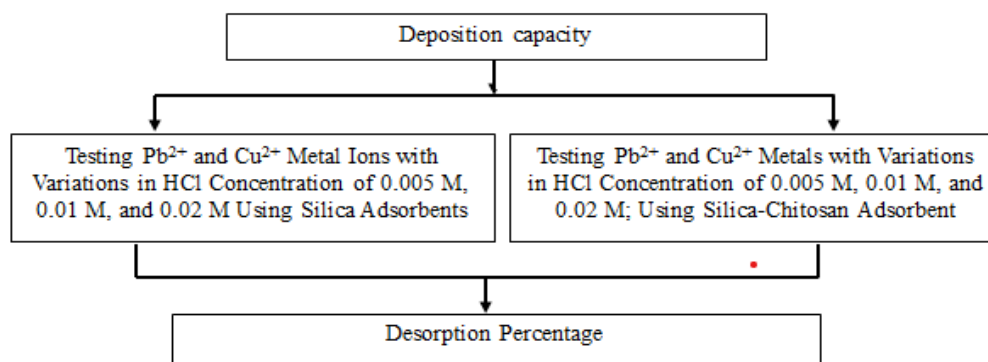 Deposition capacity
Testing Pb²⁺ and Cu²⁺ Metal Ions with
Variations in HCl Concentration of 0.005 M,
0.01 M, and 0.02 M Using Silica Adsorbents
Testing Pb²⁺ and Cu²⁺ Metals with Variations
in HCl Concentration of 0.005 M, 0.01 M, and
0.02 M; Using Silica-Chitosan Adsorbent
Desorption Percentage